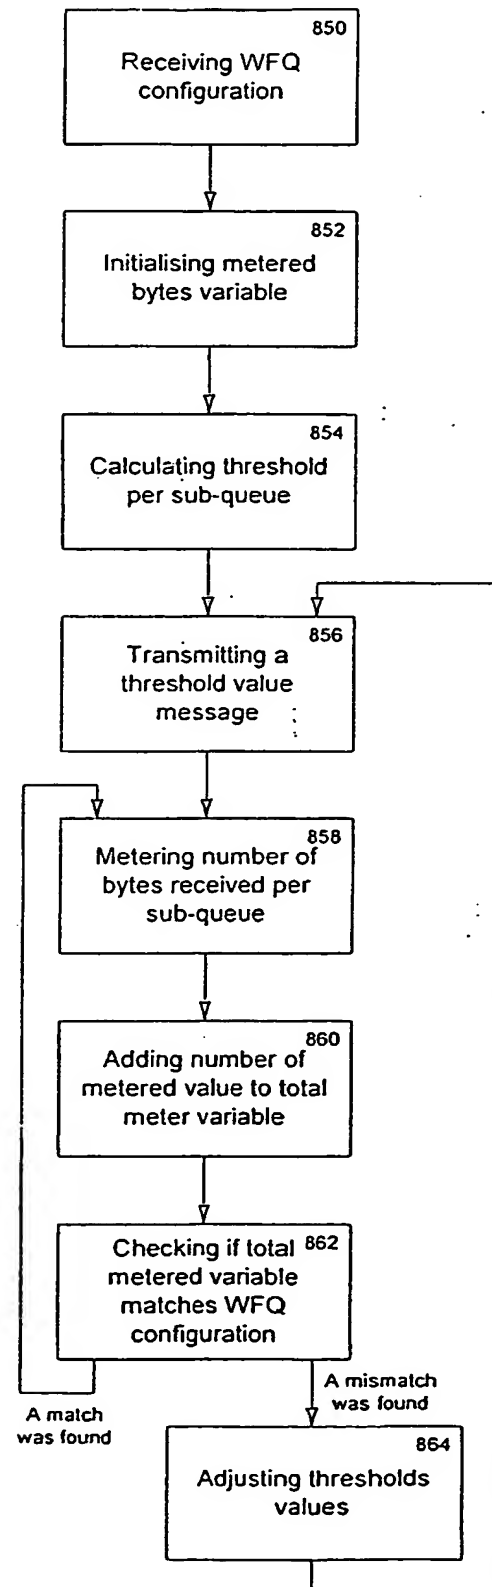 850
Receiving WFQ
configuration
852
Initialising metered
bytes variable
854
Calculating threshold
per sub-queue
856
Transmitting a
threshold value
message
858
Metering number of
bytes received per
sub-queue
860
Adding number of
metered value to total
meter variable
862
Checking if total
metered variable
matches WFQ
configuration
A match
was found
A mismatch
was found
864
Adjusting thresholds
values